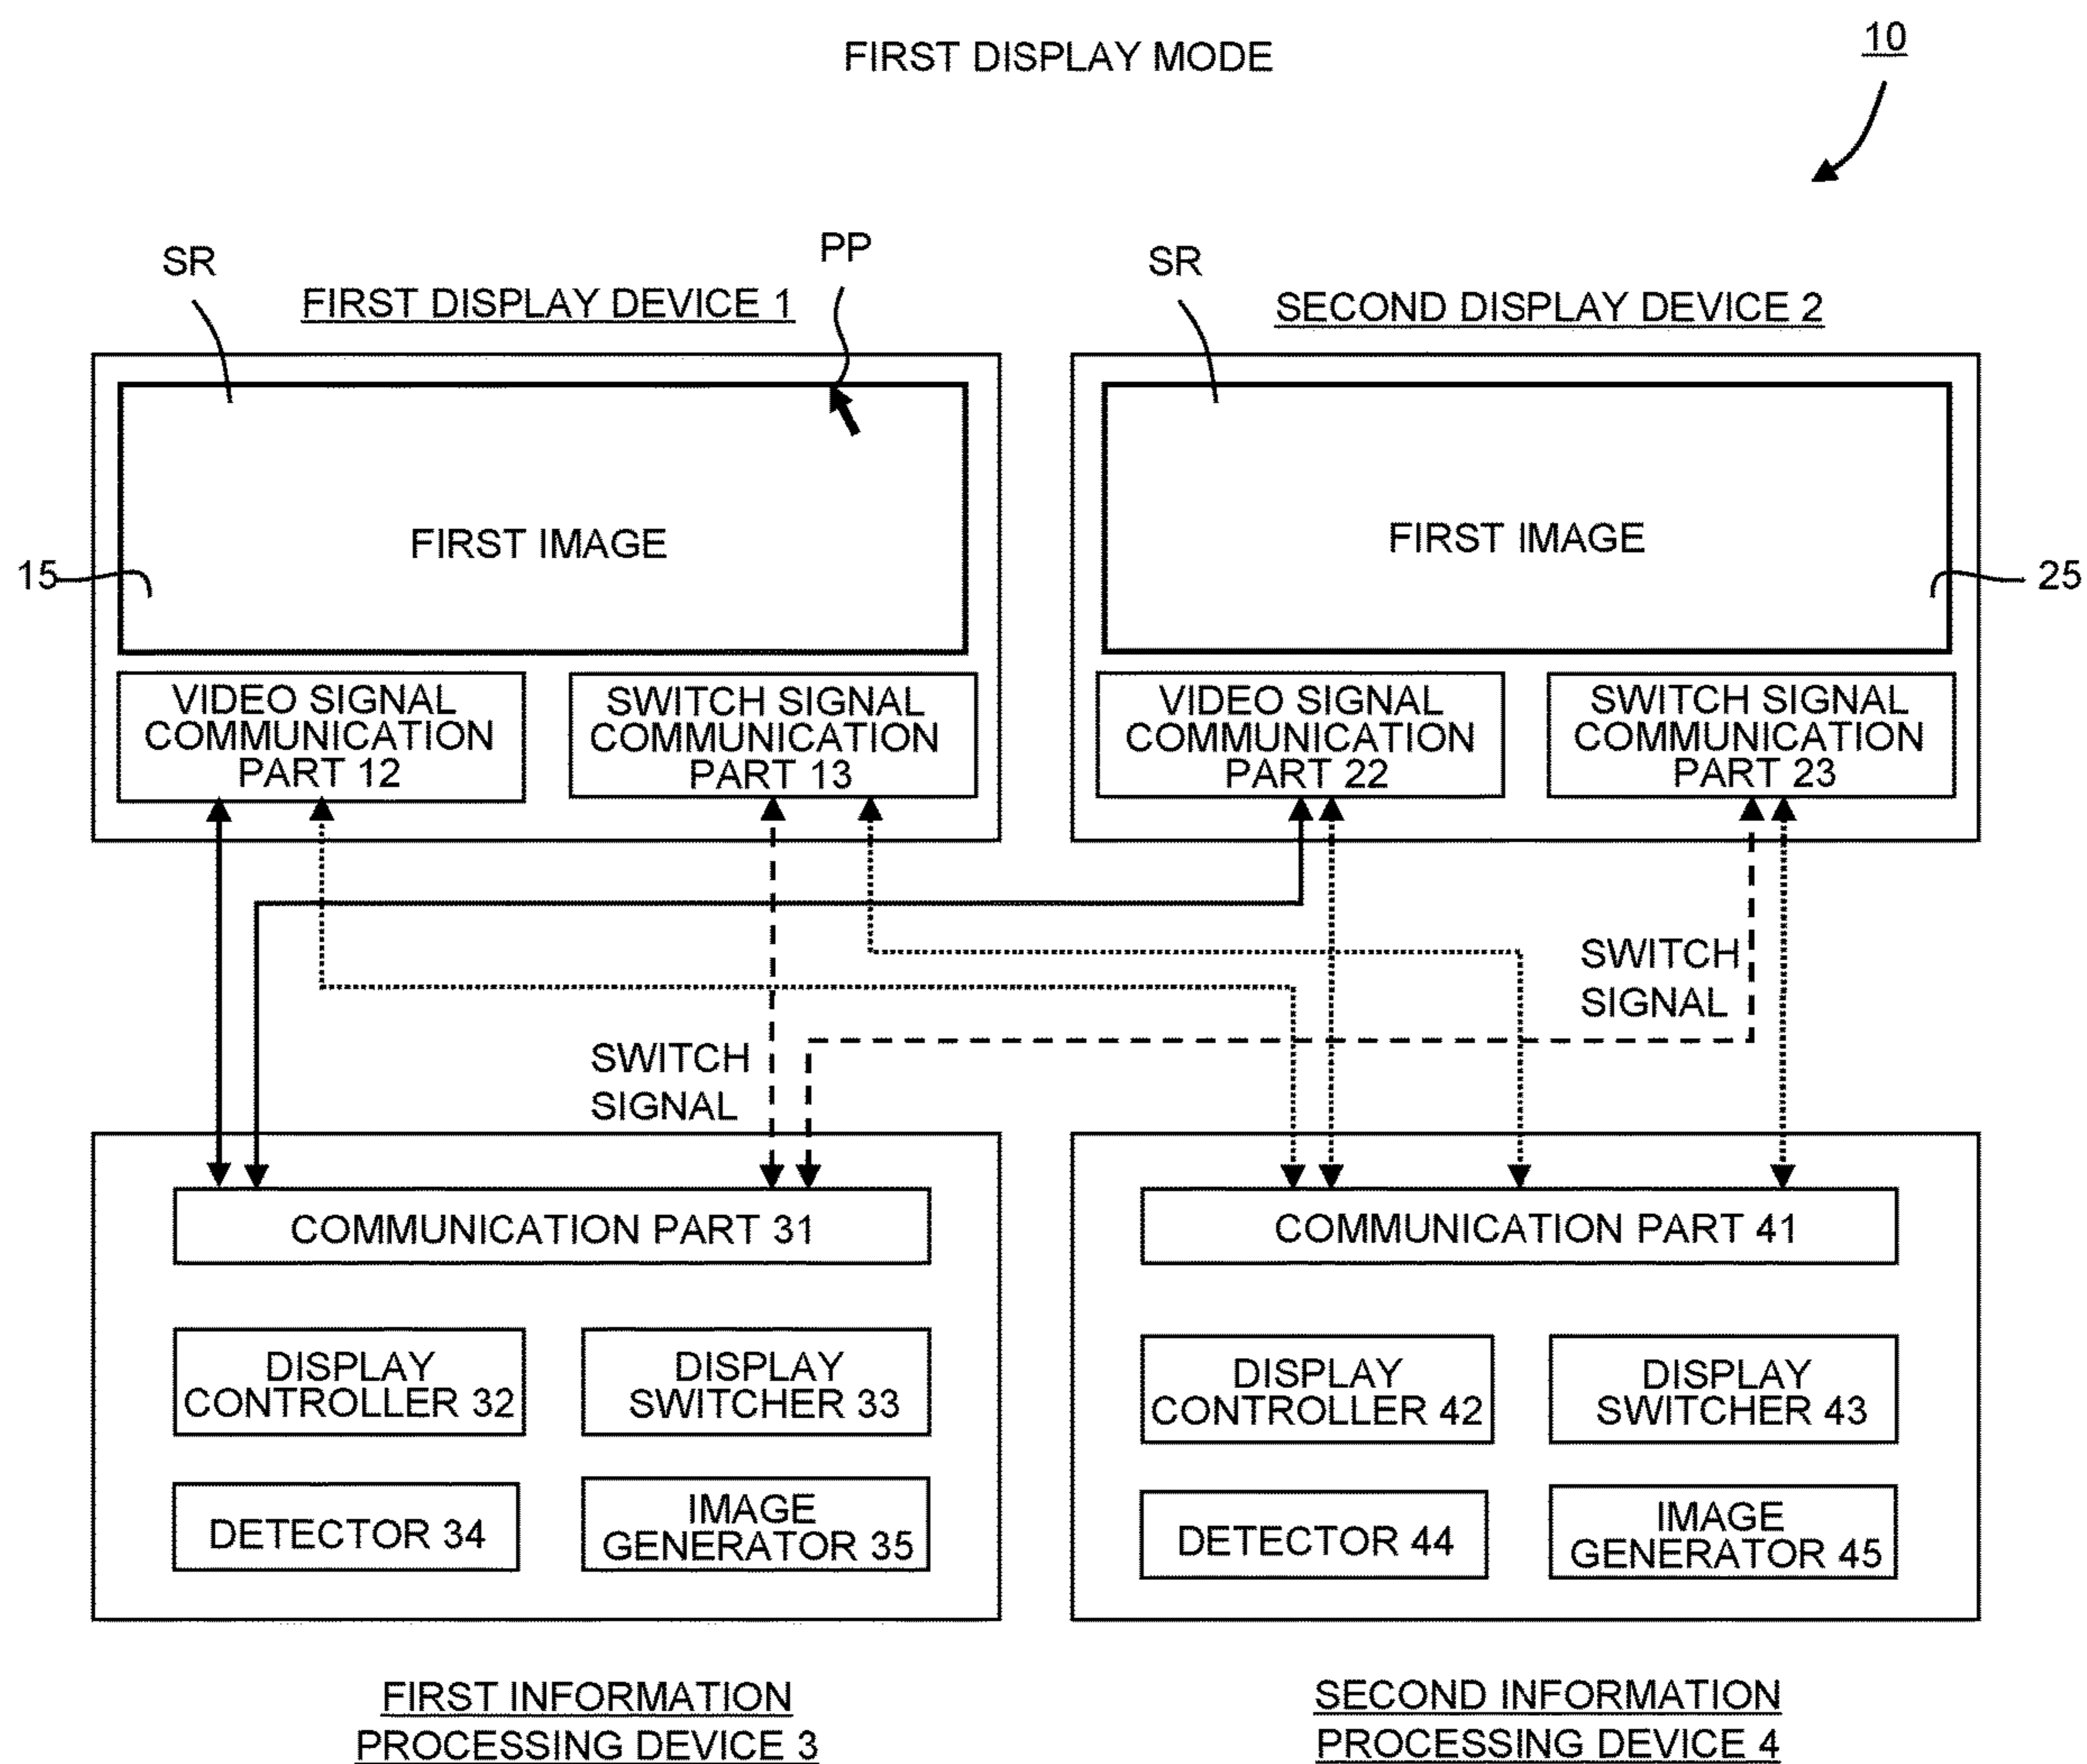 FIRST DISPLAY MODE
10
SR
PP
SR
FIRST DISPLAY DEVICE 1
SECOND DISPLAY DEVICE 2
FIRST IMAGE
FIRST IMAGE
15
25
VIDEO SIGNAL
COMMUNICATION
PART 12
SWITCH SIGNAL
COMMUNICATION
PART 13
VIDEO SIGNAL
COMMUNICATION
PART 22
SWITCH SIGNAL
COMMUNICATION
PART 23
SWITCH
SIGNAL
SWITCH
SIGNAL
COMMUNICATION PART 31
COMMUNICATION PART 41
DISPLAY
CONTROLLER 32
DISPLAY
SWITCHER 33
DISPLAY
CONTROLLER 42
DISPLAY
SWITCHER 43
DETECTOR 34
IMAGE
GENERATOR 35
DETECTOR 44
IMAGE
GENERATOR 45
FIRST INFORMATION
PROCESSING DEVICE 3
SECOND INFORMATION
PROCESSING DEVICE 4